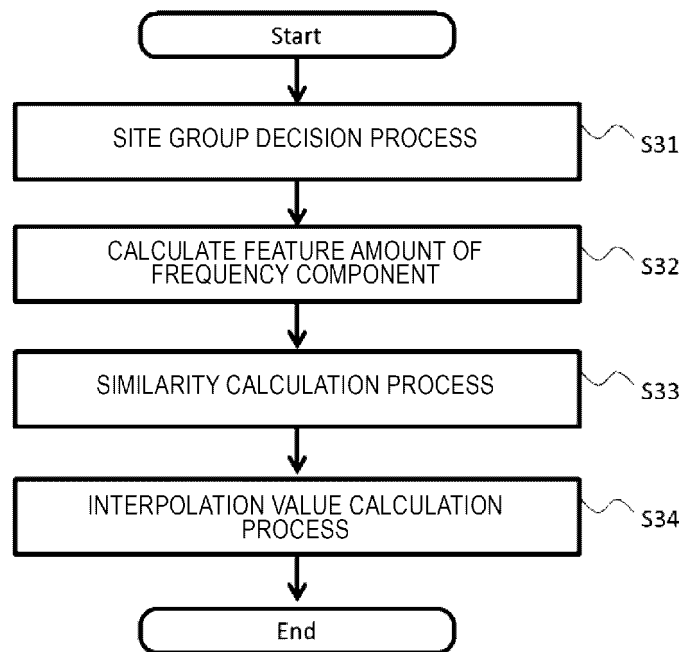 Start
SITE GROUP DECISION PROCESS
S31
CALCULATE FEATURE AMOUNT OF
FREQUENCY COMPONENT
S32
SIMILARITY CALCULATION PROCESS
S33
INTERPOLATION VALUE CALCULATION
PROCESS
S34
End